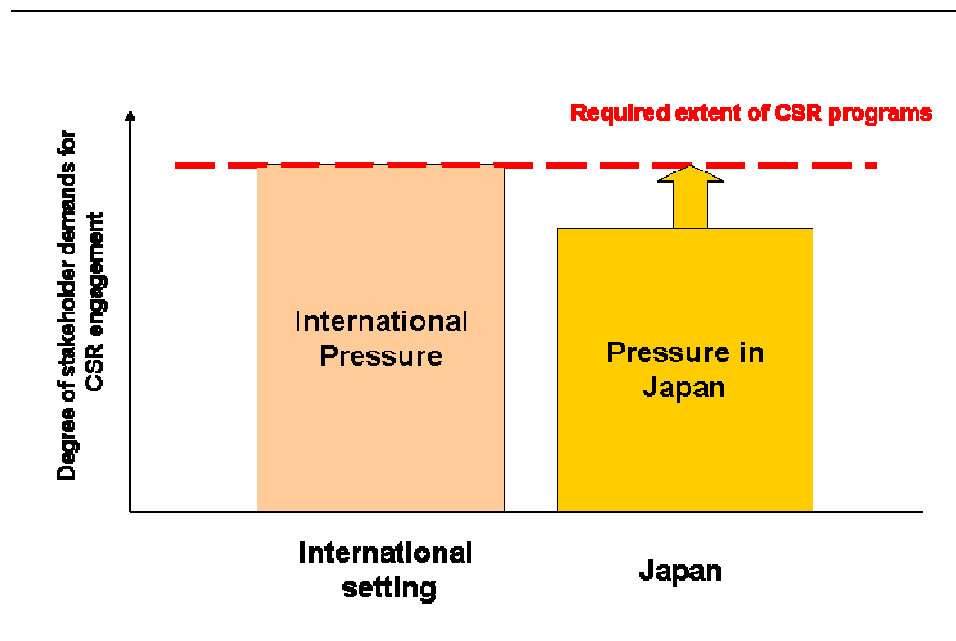 Required extent of CSR programs
Degree of stakeholder demands for
CSR engagement
International
Pressure
Pressure in
Japan
International
setting
Japan